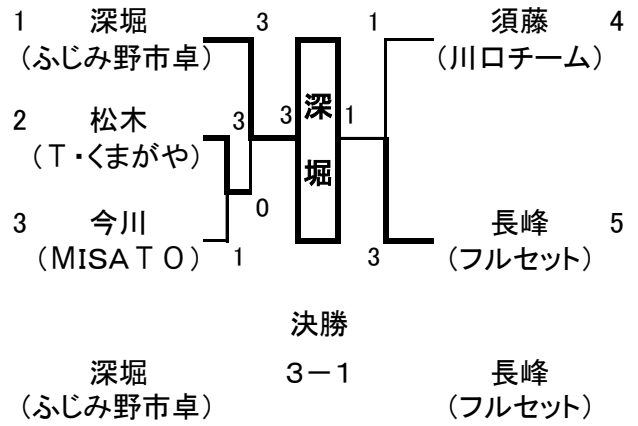 1 深堀 3 1 須藤 4
(ふじみ野市卓) (川口チーム)
深堀
2 松木 3 3 1
(T・くまがや)
0
3 今川 長峰 5
(MISATO) 1 3 (フルセット)
決勝
深堀 3-1 長峰
(ふじみ野市卓) (フルセット)